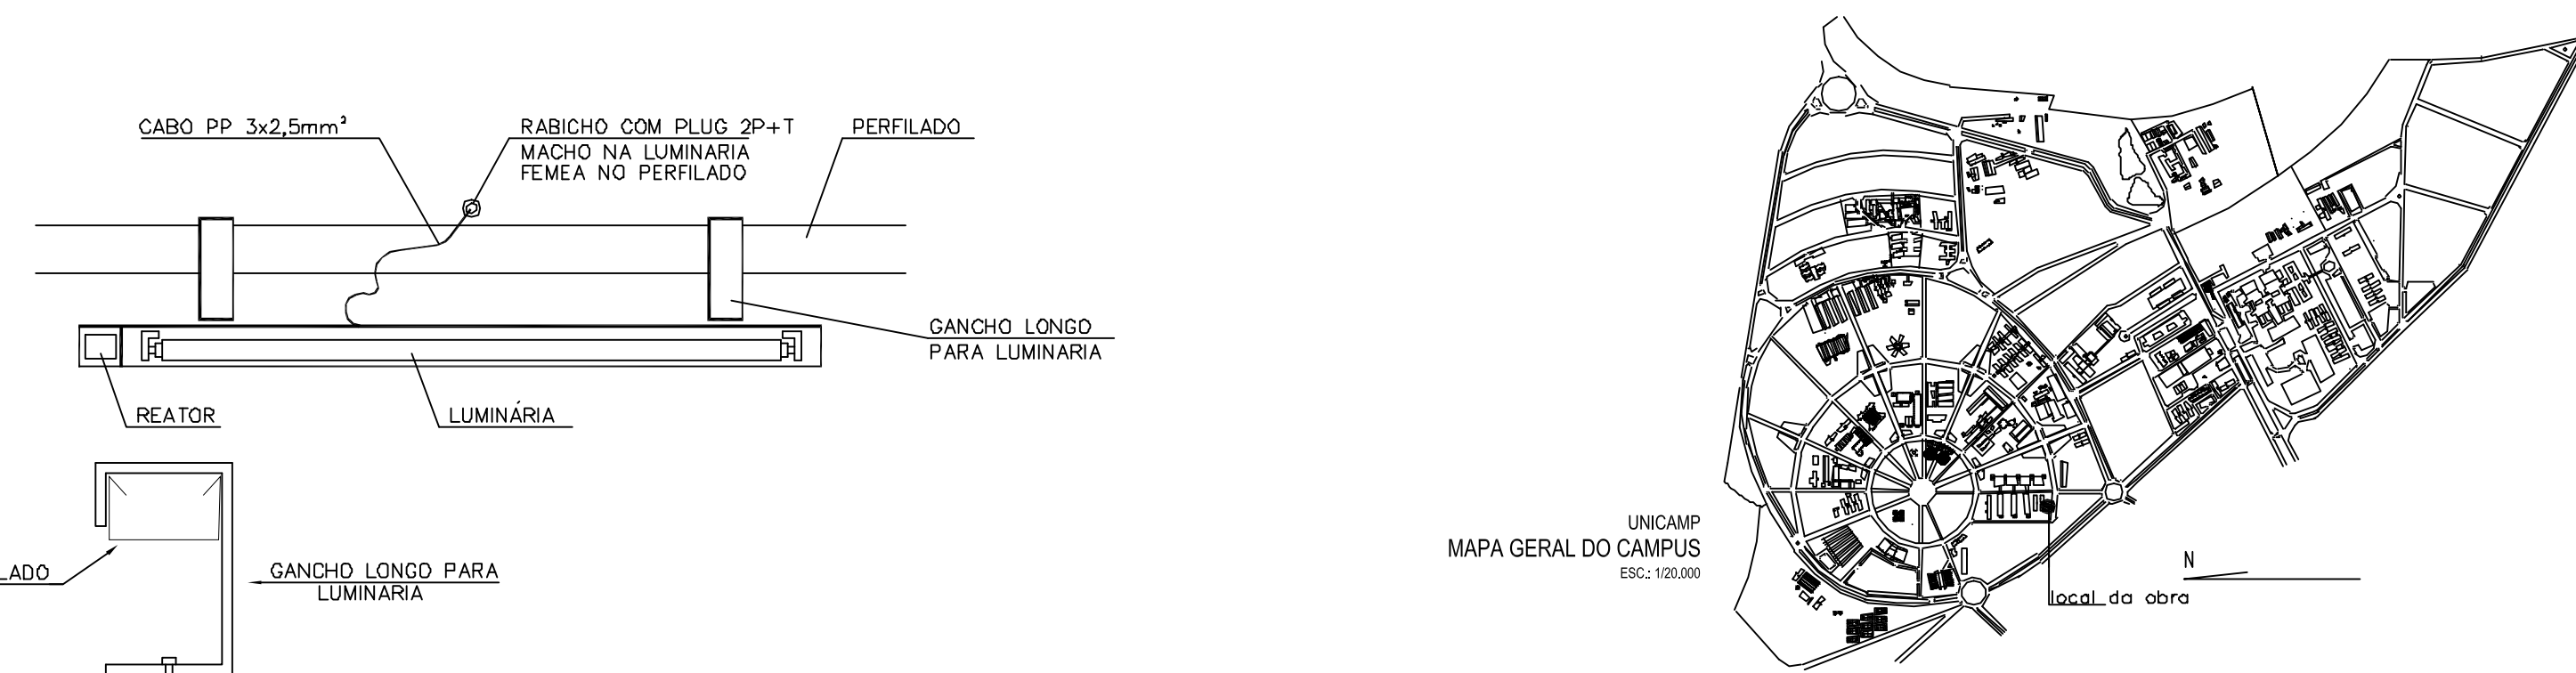 CABO PP 3x2,5mm²
RABICHO COM PLUG 2P+T
MACHO NA LUMINARIA
FEMEA NO PERFILADO
PERFILADO
GANCHO LONGO
PARA LUMINARIA
REATOR
LUMINÁRIA
LADO
GANCHO LONGO PARA
LUMINARIA
UNICAMP
MAPA GERAL DO CAMPUS
ESC.: 1/20.000
N
local da obra